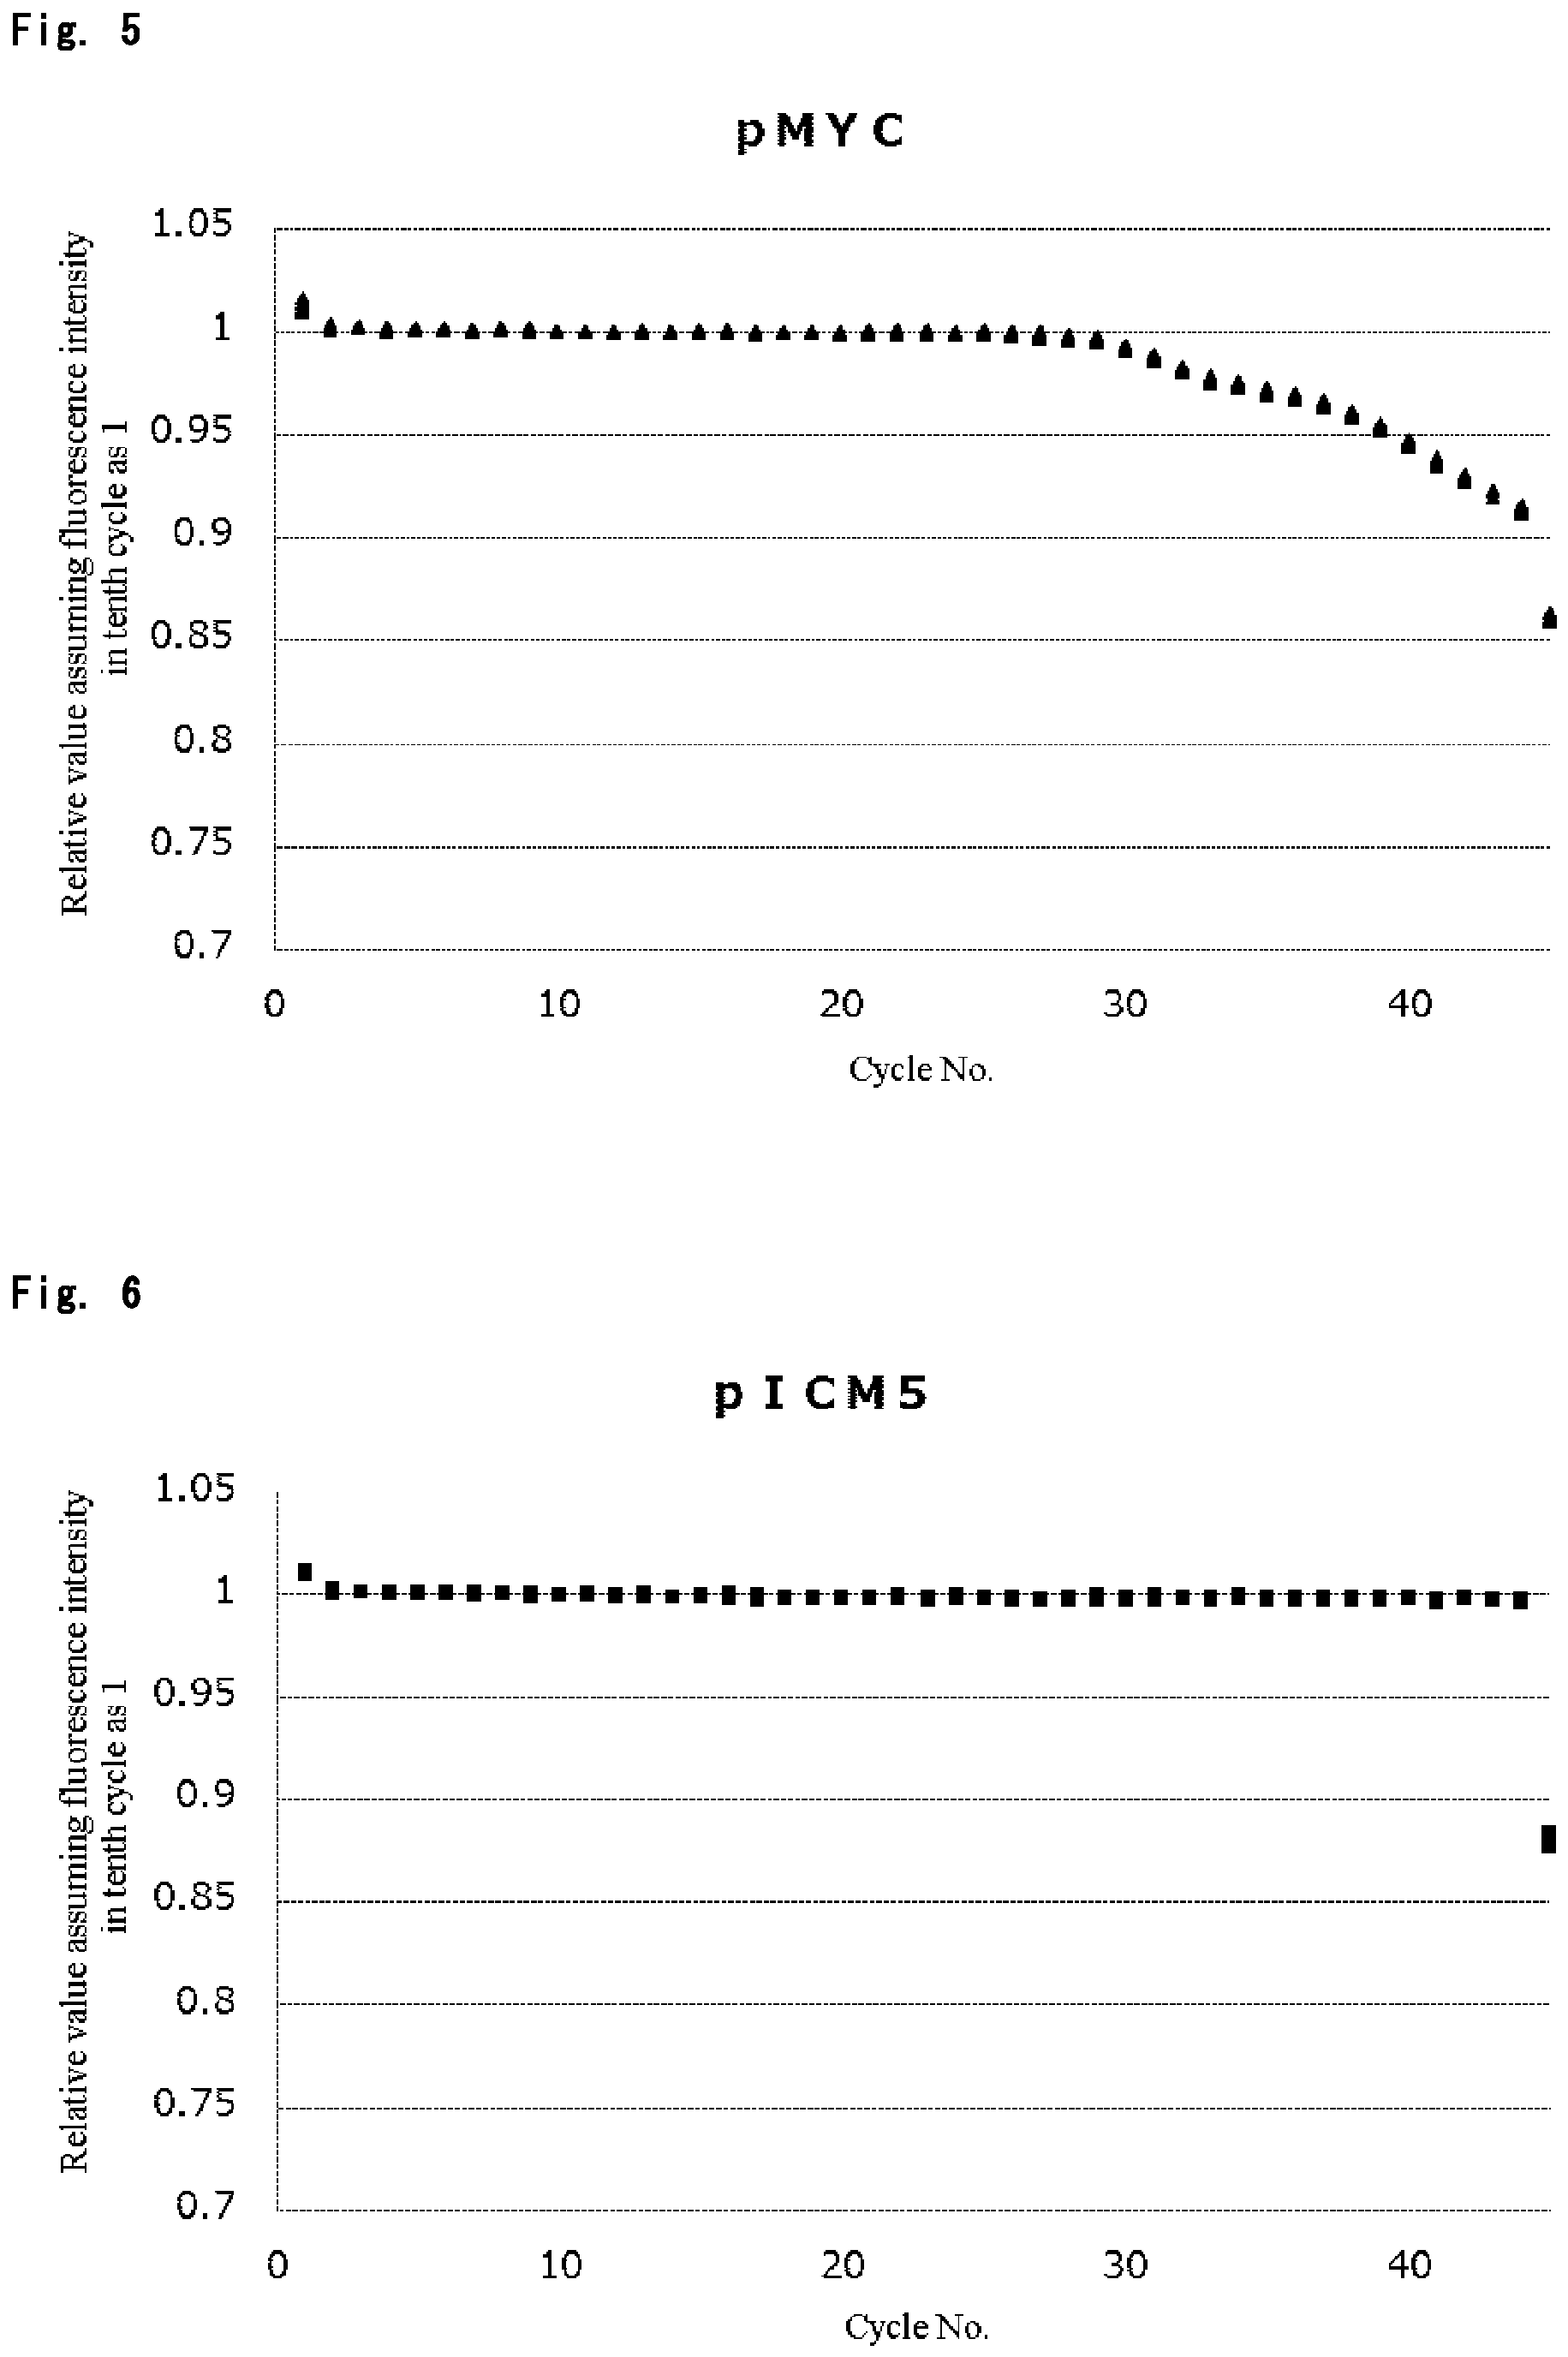 Fig. 5
pMYC
Relative value assuming fluorescence intensity
in tenth cycle as 1
1.05
1
0.95
0.9
0.85
0.8
0.75
0.7
0 10 20 30 40
Cycle No.
Fig. 6
pICM5
Relative value assuming fluorescence intensity
in tenth cycle as 1
1.05
1
0.95
0.9
0.85
0.8
0.75
0.7
0 10 20 30 40
Cycle No.